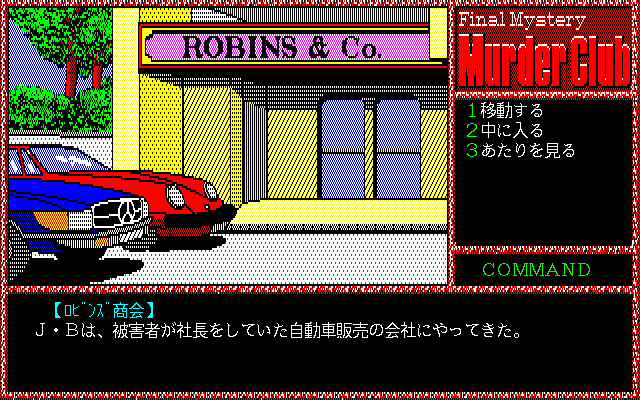 ROBINS & Co.
Final Mystery
Murder Club
1移動する
2中に入る
3あたりを見る
COMMAND
【ﾛﾋﾞﾝｽﾞ商会】
J・Bは、被害者が社長をしていた自動車販売の会社にやってきた。